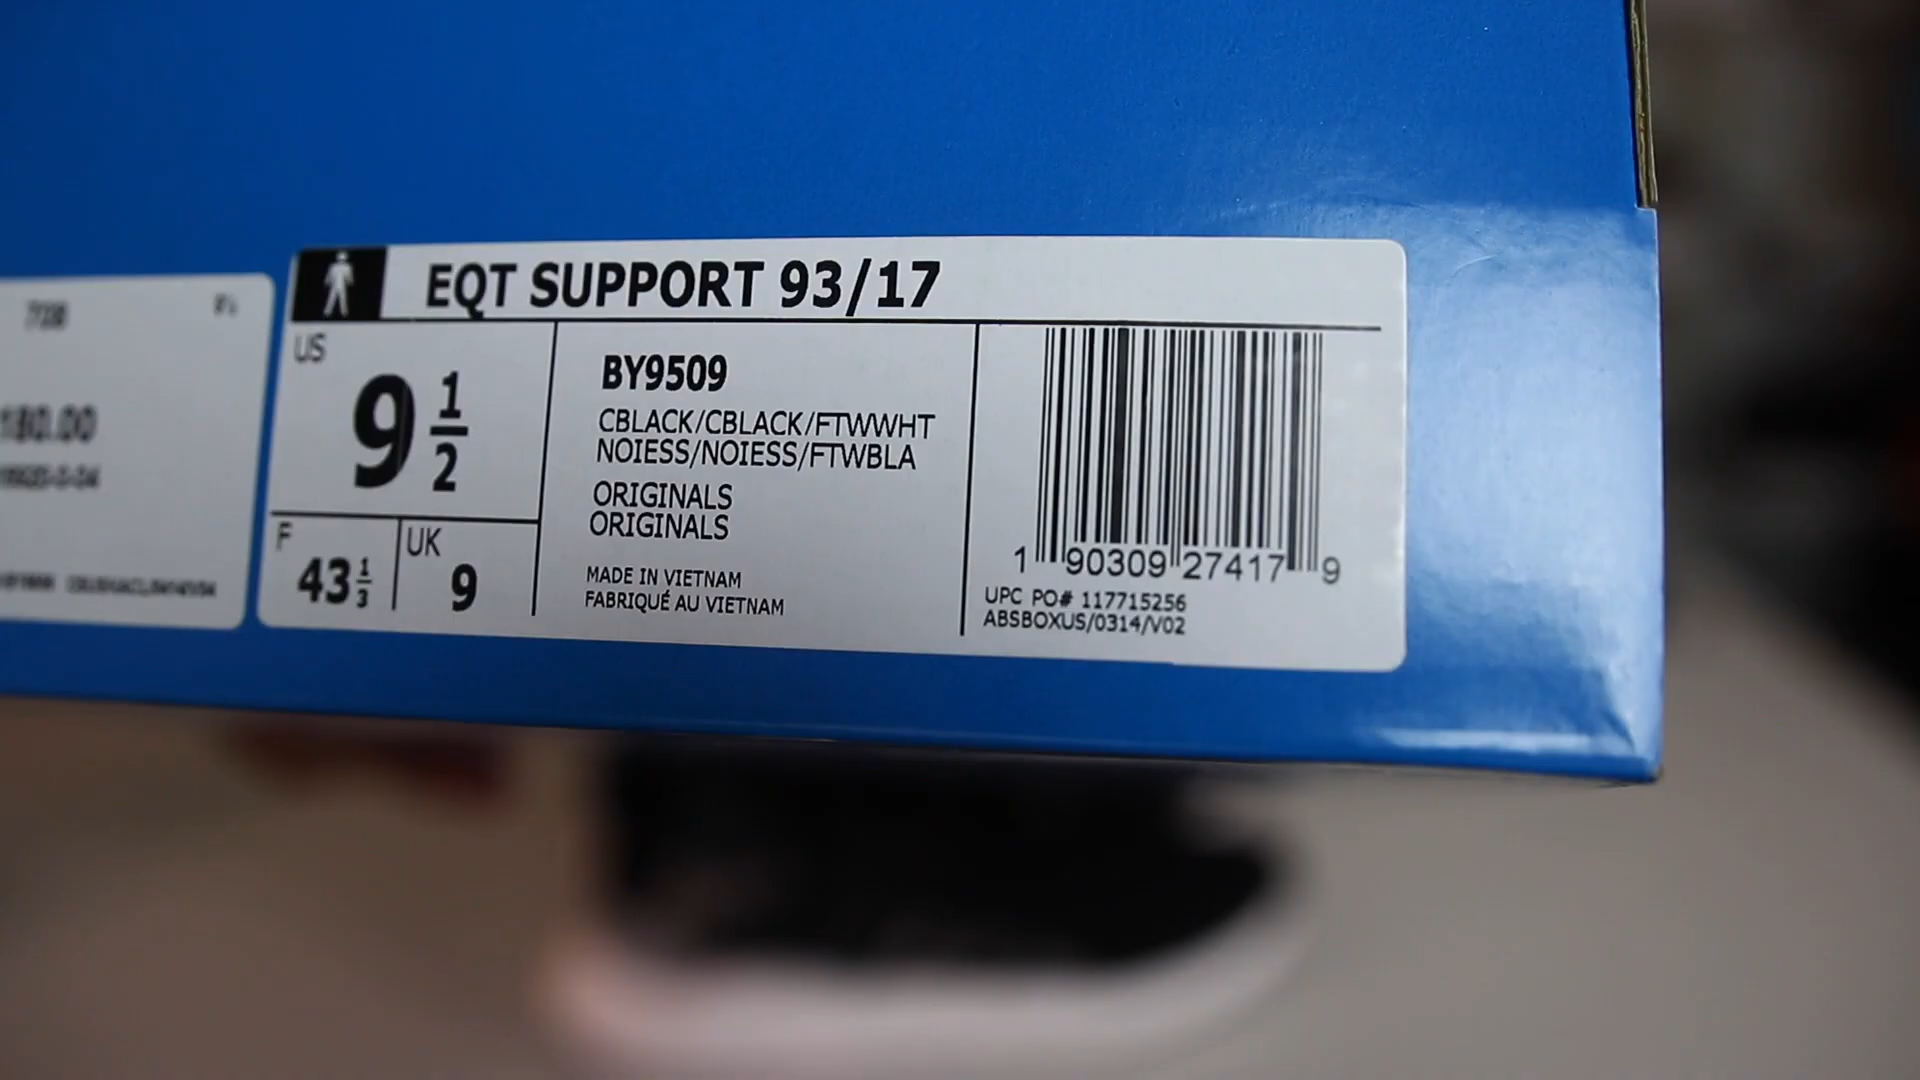 180.00
EQT SUPPORT 93/17
US
9 1/2
F
43 1/3
UK
9
BY9509
CBLACK/CBLACK/FTWWHT
NOIESS/NOIESS/FTWBLA
ORIGINALS
ORIGINALS
MADE IN VIETNAM
FABRIQUÉ AU VIETNAM
1 90309 27417 9
UPC PO# 117715256
ABSBOXUS/0314/V02